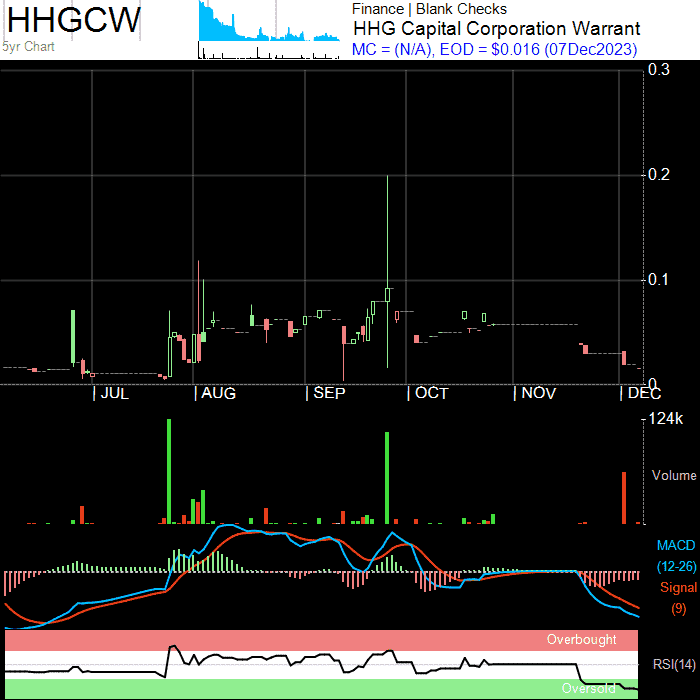 HHGCW
5yr Chart
Finance | Blank Checks
HHG Capital Corporation Warrant
MC = (N/A), EOD = $0.016 (07Dec2023)
0.3
0.2
0.1
0
| JUL | AUG | SEP | OCT | NOV | DEC
124k
Volume
MACD
(12-26)
Signal
(9)
Overbought
RSI(14)
Oversold